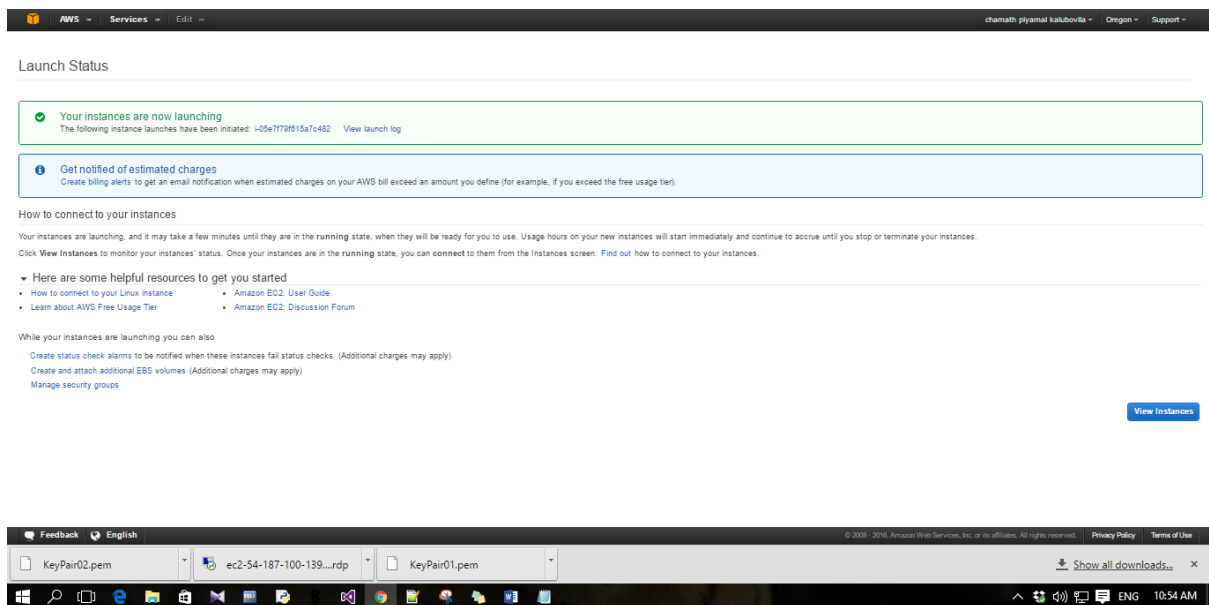 AWS Services Edit chamath piyamal kalubovila Oregon Support
Launch Status
Your instances are now launching
The following instance launches have been initiated: i-05e7f79f615a7c482 View launch log
Get notified of estimated charges
Create billing alerts to get an email notification when estimated charges on your AWS bill exceed an amount you define (for example, if you exceed the free usage tier).
How to connect to your instances
Your instances are launching, and it may take a few minutes until they are in the running state, when they will be ready for you to use. Usage hours on your new instances will start immediately and continue to accrue until you stop or terminate your instances.
Click View Instances to monitor your instances' status. Once your instances are in the running state, you can connect to them from the Instances screen. Find out how to connect to your instances.
Here are some helpful resources to get you started
• How to connect to your Linux instance • Amazon EC2: User Guide
• Learn about AWS Free Usage Tier • Amazon EC2: Discussion Forum
While your instances are launching you can also
Create status check alarms to be notified when these instances fail status checks. (Additional charges may apply)
Create and attach additional EBS volumes (Additional charges may apply)
Manage security groups
View Instances
Feedback English © 2008 - 2016, Amazon Web Services, Inc. or its affiliates. All rights reserved. Privacy Policy Terms of Use
KeyPair02.pem ec2-54-187-100-139....rdp KeyPair01.pem Show all downloads...
ENG 10:54 AM